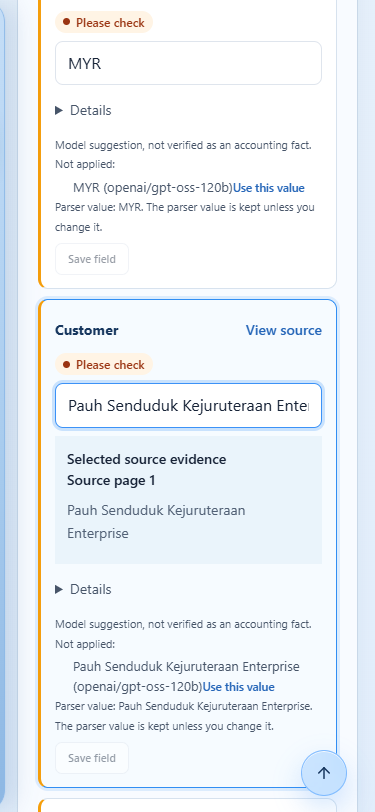 Please check
MYR
Details
Model suggestion, not verified as an accounting fact.
Not applied:
MYR (openai/gpt-oss-120b)Use this value
Parser value: MYR. The parser value is kept unless you
change it.
Save field
Customer
View source
Please check
Pauh Senduduk Kejuruteraan Enter
Selected source evidence
Source page 1
Pauh Senduduk Kejuruteraan
Enterprise
Details
Model suggestion, not verified as an accounting fact.
Not applied:
Pauh Senduduk Kejuruteraan Enterprise
(openai/gpt-oss-120b)Use this value
Parser value: Pauh Senduduk Kejuruteraan Enterprise.
The parser value is kept unless you change it.
Save field